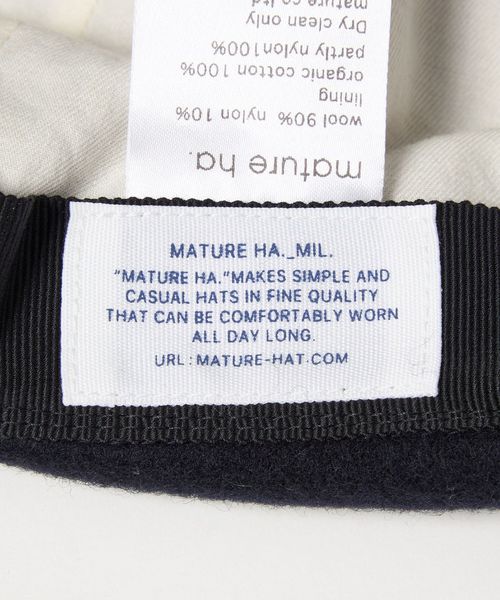 mature ha.
wool 90%  nylon 10%
lining
organic cotton 100%
partly nylon100%
Dry clean only
mature co.ltd
MATURE HA._MIL.
"MATURE HA."MAKES SIMPLE AND
CASUAL HATS IN FINE QUALITY
THAT CAN BE COMFORTABLY WORN
ALL DAY LONG.
URL:MATURE-HAT.COM